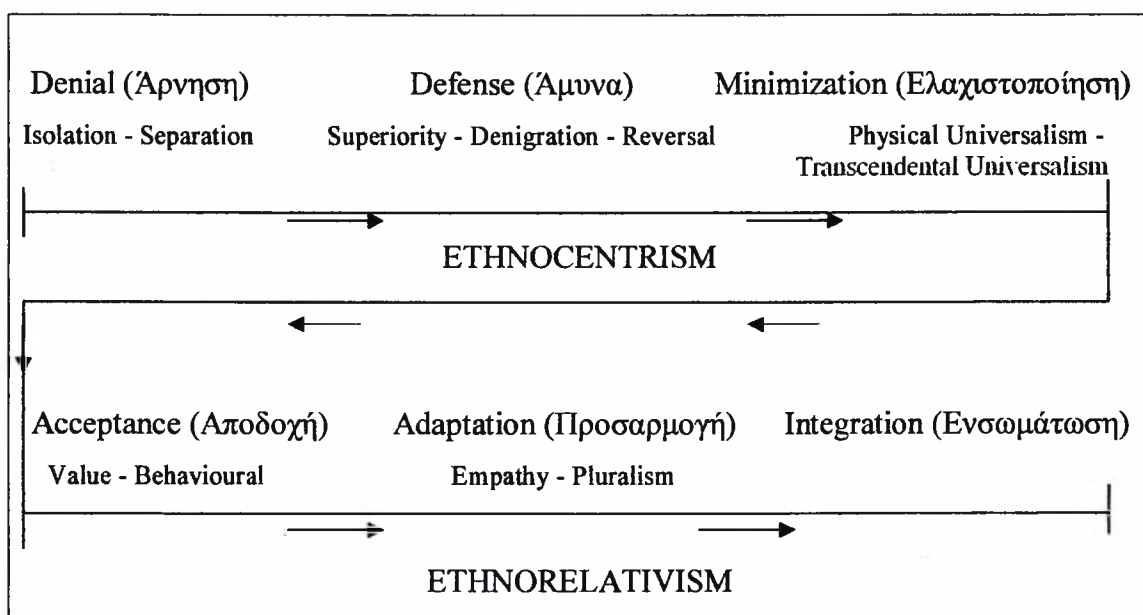 Denial (Άρνηση) Defense (Άμυνα) Minimization (Ελαχιστοποίηση)
Isolation - Separation Superiority - Denigration - Reversal Physical Universalism -
Transcendental Universalism
ETHNOCENTRISM
Acceptance (Αποδοχή) Adaptation (Προσαρμογή) Integration (Ενσωμάτωση)
Value - Behavioural Empathy - Pluralism
ETHNORELATIVISM